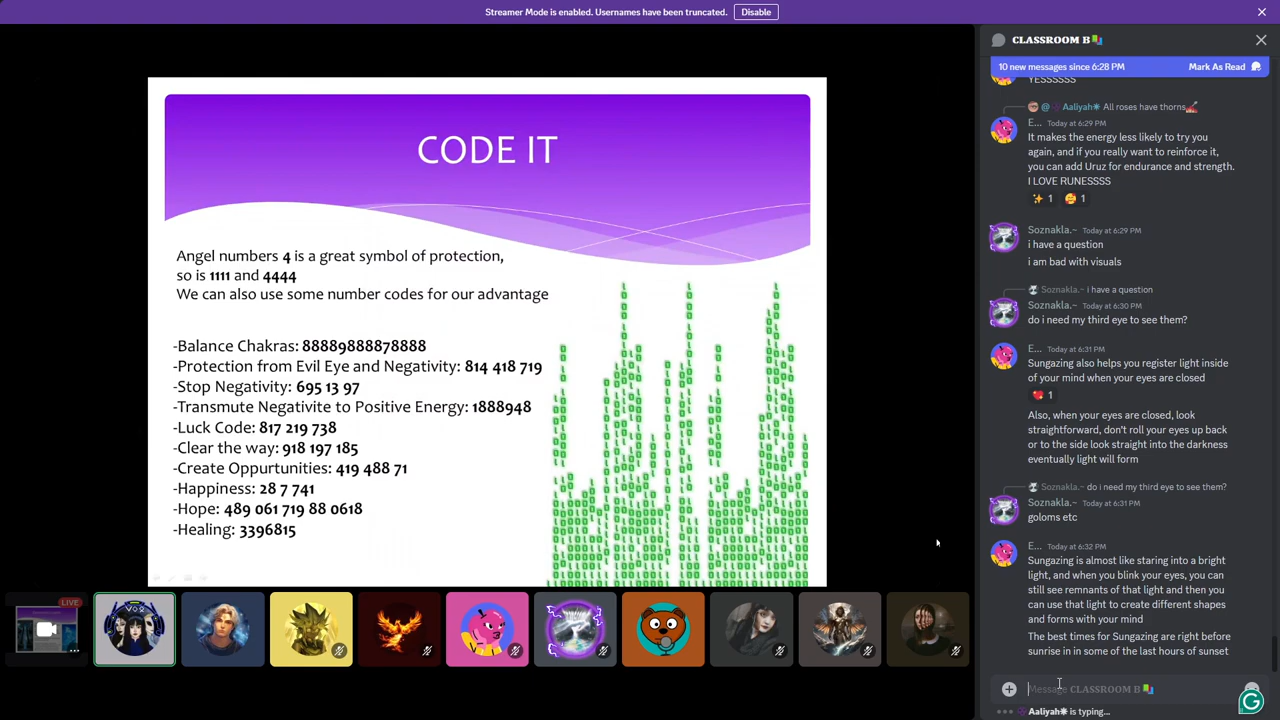 Streamer Mode is enabled. Usernames have been truncated. Disable
CODE IT
Angel numbers 4 is a great symbol of protection,
so is 1111 and 4444
We can also use some number codes for our advantage
-Balance Chakras: 88889888878888
-Protection from Evil Eye and Negativity: 814 418 719
-Stop Negativity: 695 13 97
-Transmute Negativite to Positive Energy: 1888948
-Luck Code: 817 219 738
-Clear the way: 918 197 185
-Create Oppurtunities: 419 488 71
-Happiness: 28 7 741
-Hope: 489 061 719 88 0618
-Healing: 3396815
LIVE
VOX
CLASSROOM B
10 new messages since 6:28 PM Mark As Read
YESSSSSS
@ Aaliyah All roses have thorns
E... Today at 6:29 PM
It makes the energy less likely to try you
again, and if you really want to reinforce it,
you can add Uruz for endurance and strength.
I LOVE RUNESSSS
1 1
Soznakla.~ Today at 6:29 PM
i have a question
i am bad with visuals
Soznakla.~ i have a question
Soznakla.~ Today at 6:30 PM
do i need my third eye to see them?
E... Today at 6:31 PM
Sungazing also helps you register light inside
of your mind when your eyes are closed
1
Also, when your eyes are closed, look
straightforward, don't roll your eyes up back
or to the side look straight into the darkness
eventually light will form
Soznakla.~ do i need my third eye to see them?
Soznakla.~ Today at 6:31 PM
goloms etc
E... Today at 6:32 PM
Sungazing is almost like staring into a bright
light, and when you blink your eyes, you can
still see remnants of that light and then you
can use that light to create different shapes
and forms with your mind
The best times for Sungazing are right before
sunrise in in some of the last hours of sunset
Message CLASSROOM B
Aaliyah is typing...